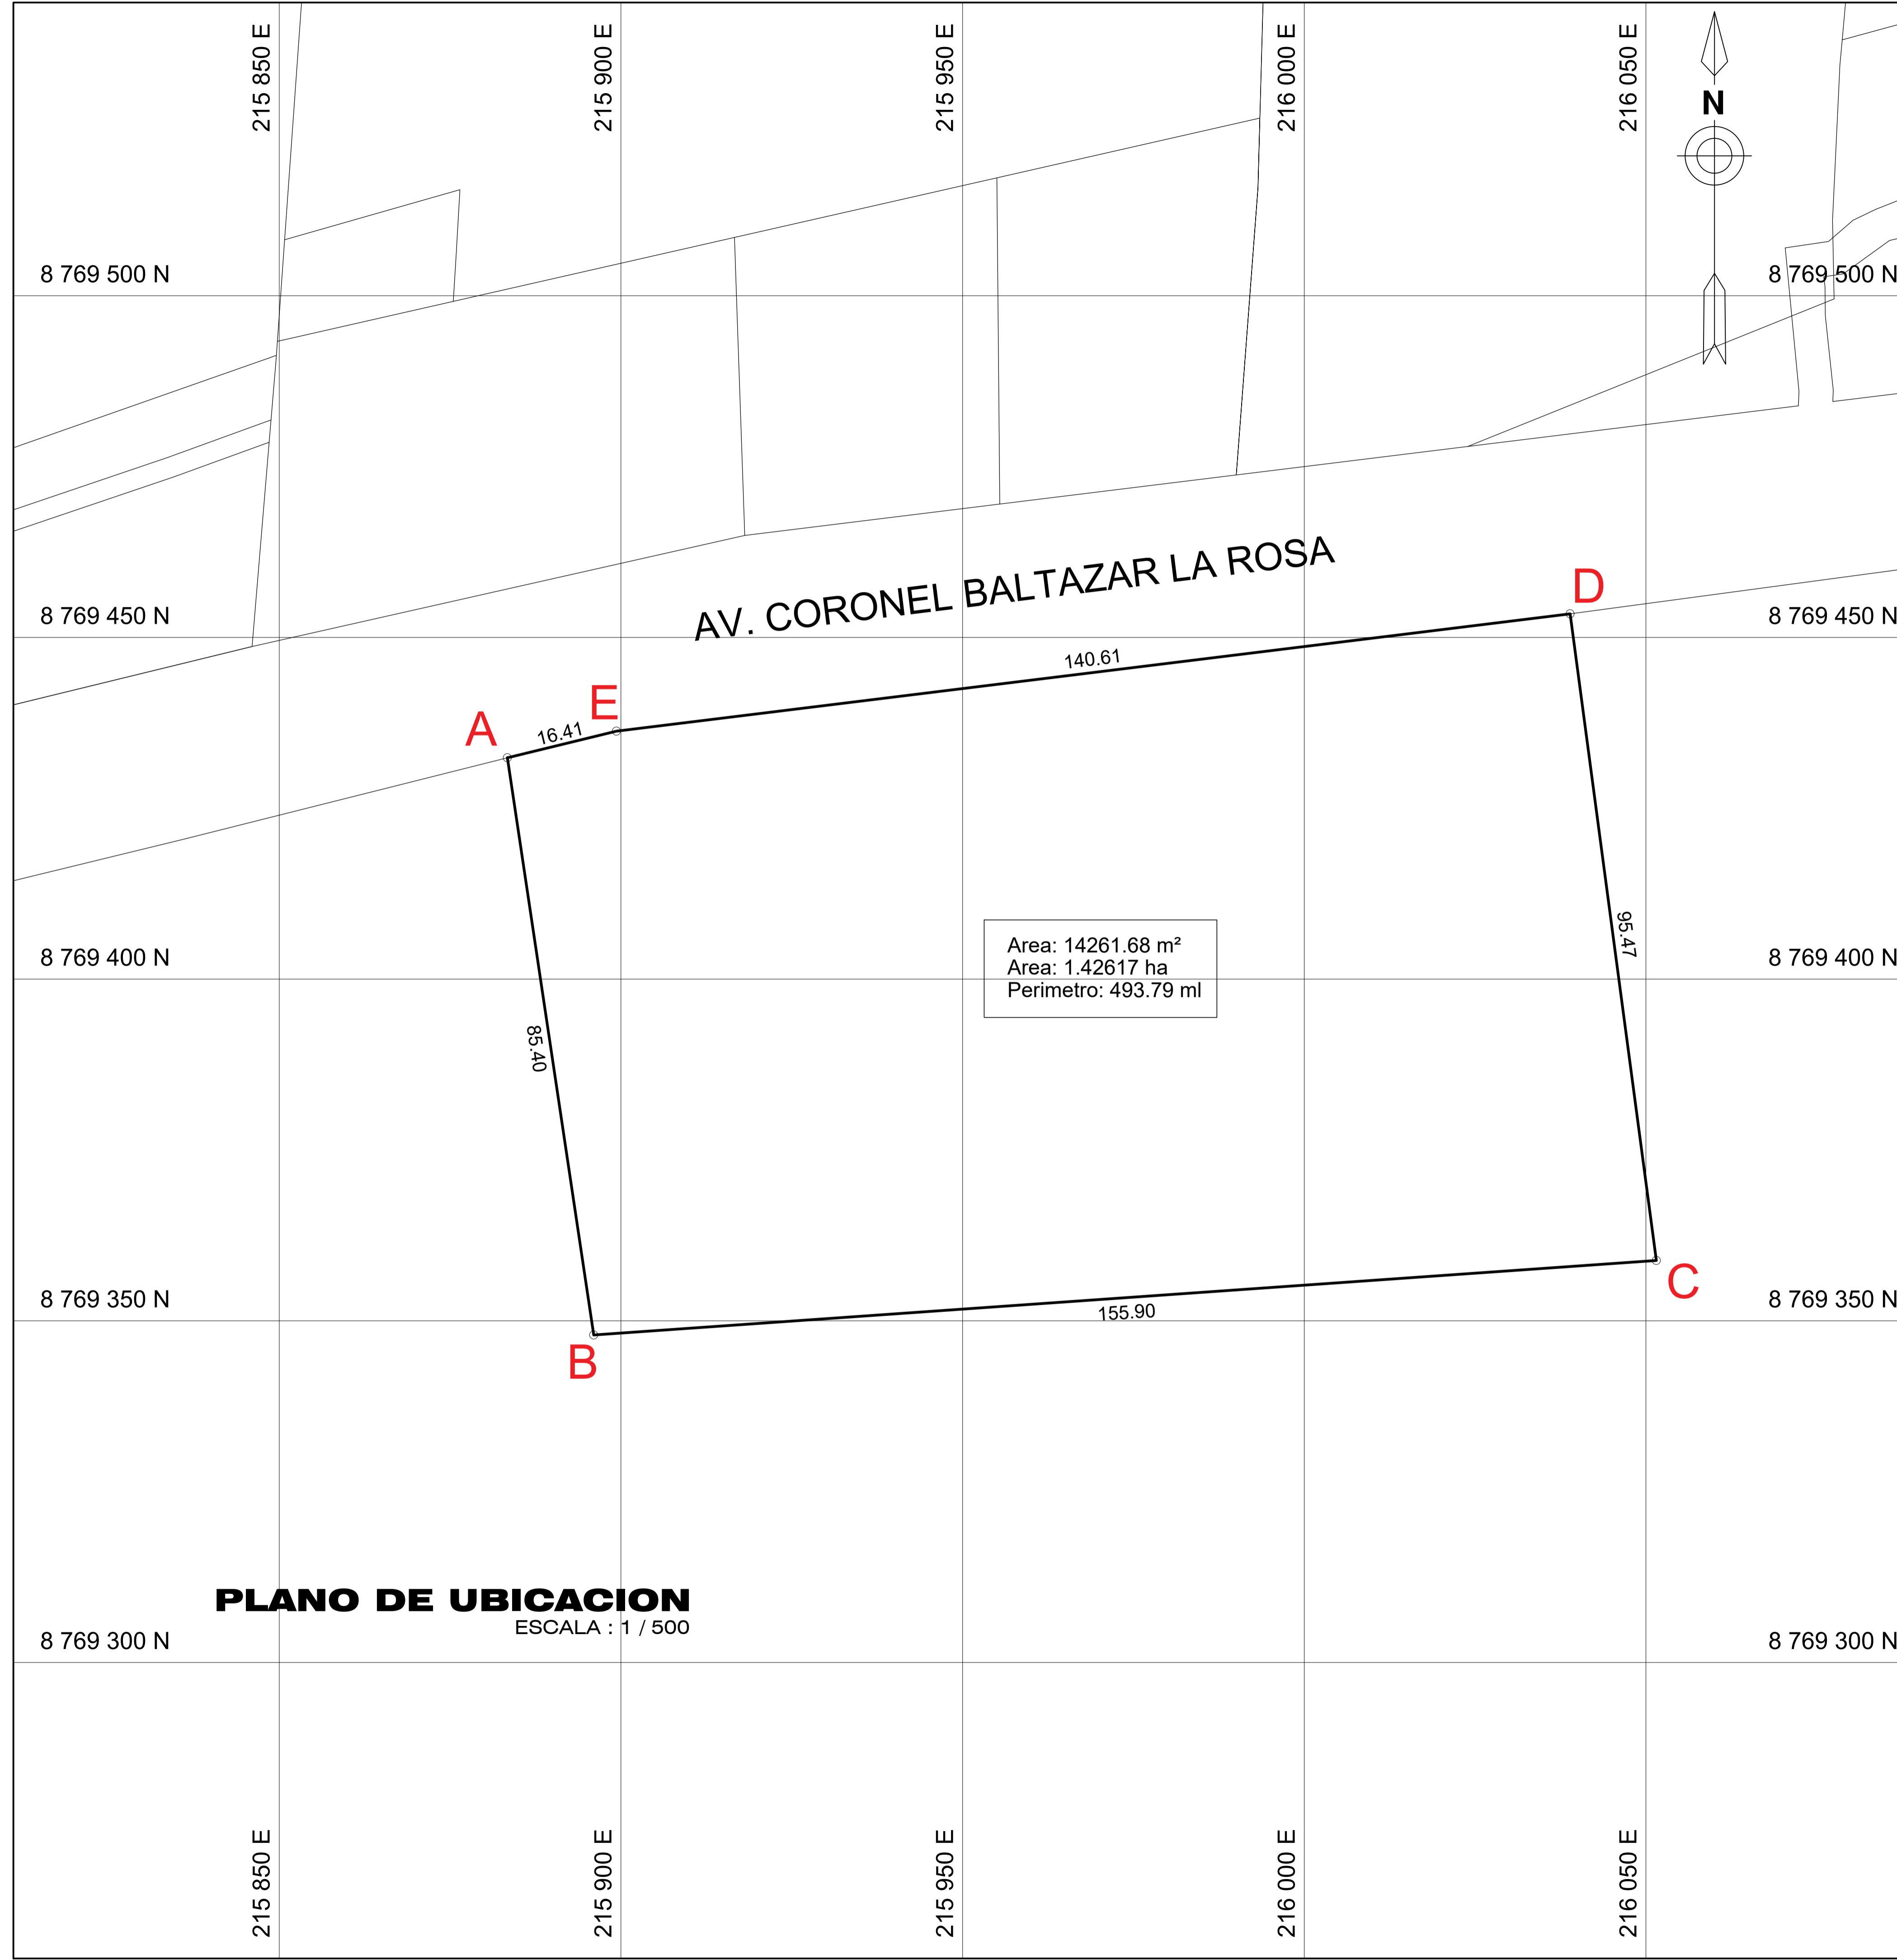 215 850 E
215 900 E
215 950 E
216 000 E
216 050 E
N
8 769 500 N
8 769 500 N
AV. CORONEL BALTAZAR LA ROSA
D
8 769 450 N
8 769 450 N
140.61
E
A
16.41
95.47
Area: 14261.68 m²
Area: 1.42617 ha
Perimetro: 493.79 ml
8 769 400 N
8 769 400 N
85.40
C
8 769 350 N
8 769 350 N
155.90
B
PLANO DE UBICACION
ESCALA : 1 / 500
8 769 300 N
8 769 300 N
215 850 E
215 900 E
215 950 E
216 000 E
216 050 E